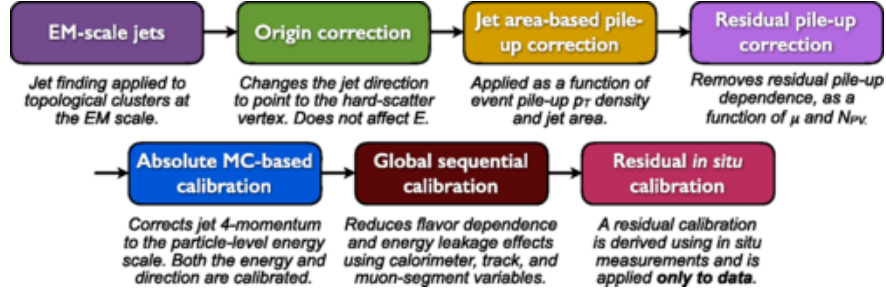 EM-scale jets
Jet finding applied to
topological clusters at
the EM scale.
Origin correction
Changes the jet direction
to point to the hard-scatter
vertex. Does not affect E.
Jet area-based pile-
up correction
Applied as a function of
event pile-up pT density
and jet area.
Residual pile-up
correction
Removes residual pile-up
dependence, as a
function of μ and NPV.
Absolute MC-based
calibration
Corrects jet 4-momentum
to the particle-level energy
scale. Both the energy and
direction are calibrated.
Global sequential
calibration
Reduces flavor dependence
and energy leakage effects
using calorimeter, track, and
muon-segment variables.
Residual in situ
calibration
A residual calibration
is derived using in situ
measurements and is
applied only to data.